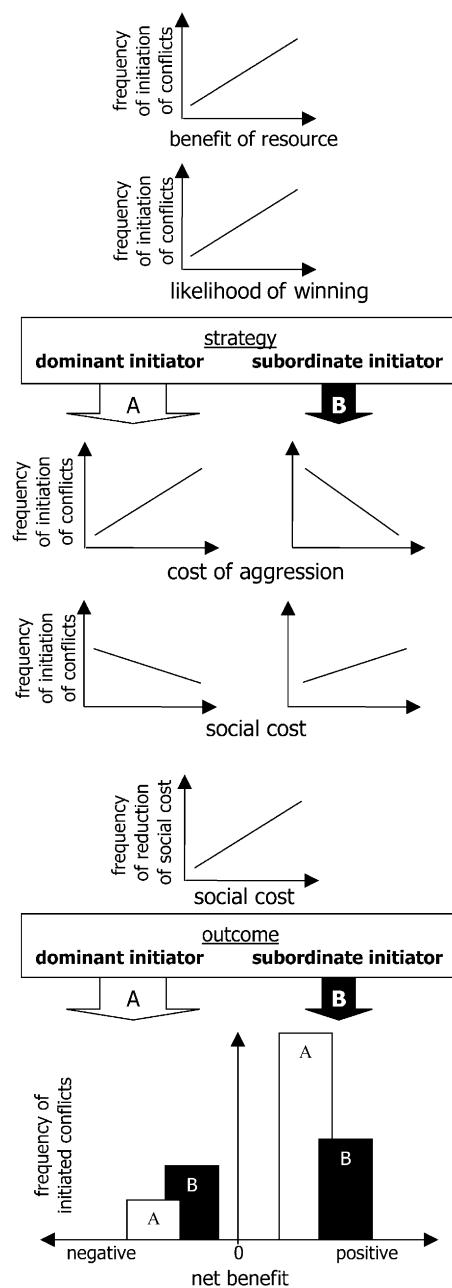 frequency
of initiation
of conflicts
benefit of resource
frequency
of initiation
of conflicts
likelihood of winning
strategy
dominant initiator subordinate initiator
A B
frequency
of initiation
of conflicts
cost of aggression
frequency
of initiation
of conflicts
social cost
frequency
of reduction
of social cost
social cost
outcome
dominant initiator subordinate initiator
A B
frequency of
initiated conflicts
A
B
B
A
negative 0 positive
net benefit